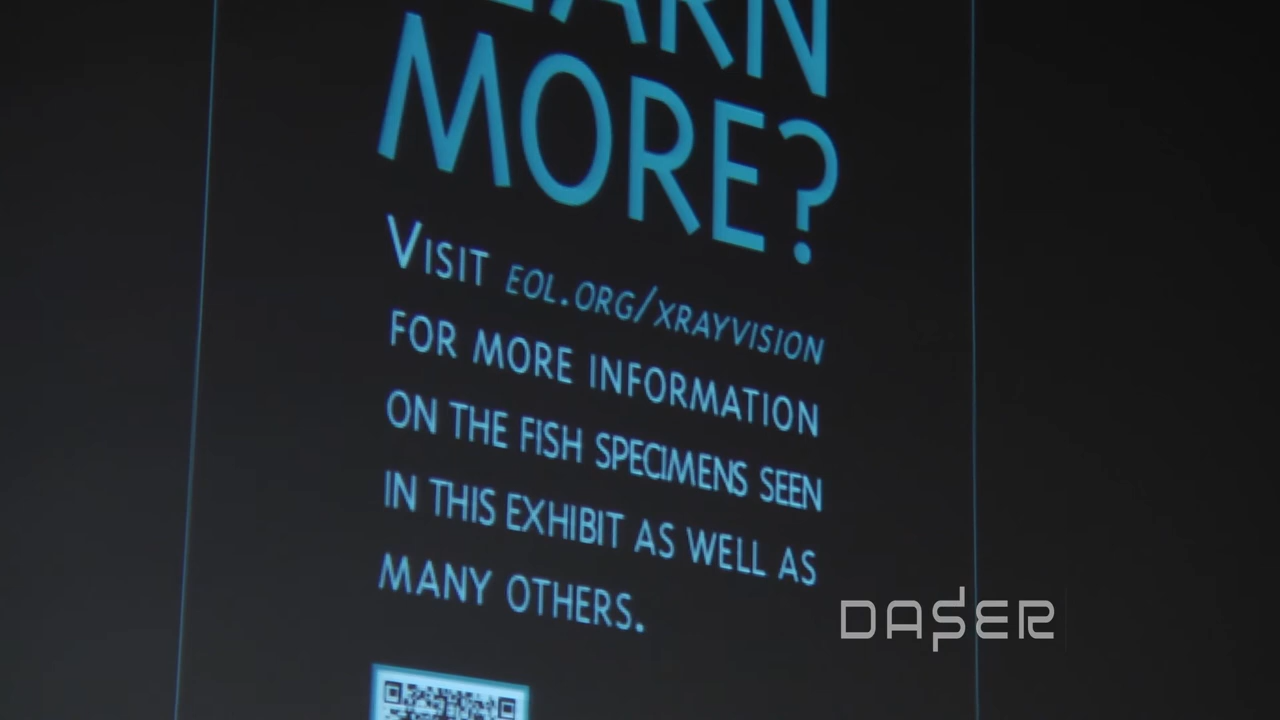 LEARN
MORE?
VISIT EOL.ORG/XRAYVISION
FOR MORE INFORMATION
ON THE FISH SPECIMENS SEEN
IN THIS EXHIBIT AS WELL AS
MANY OTHERS.
DASER